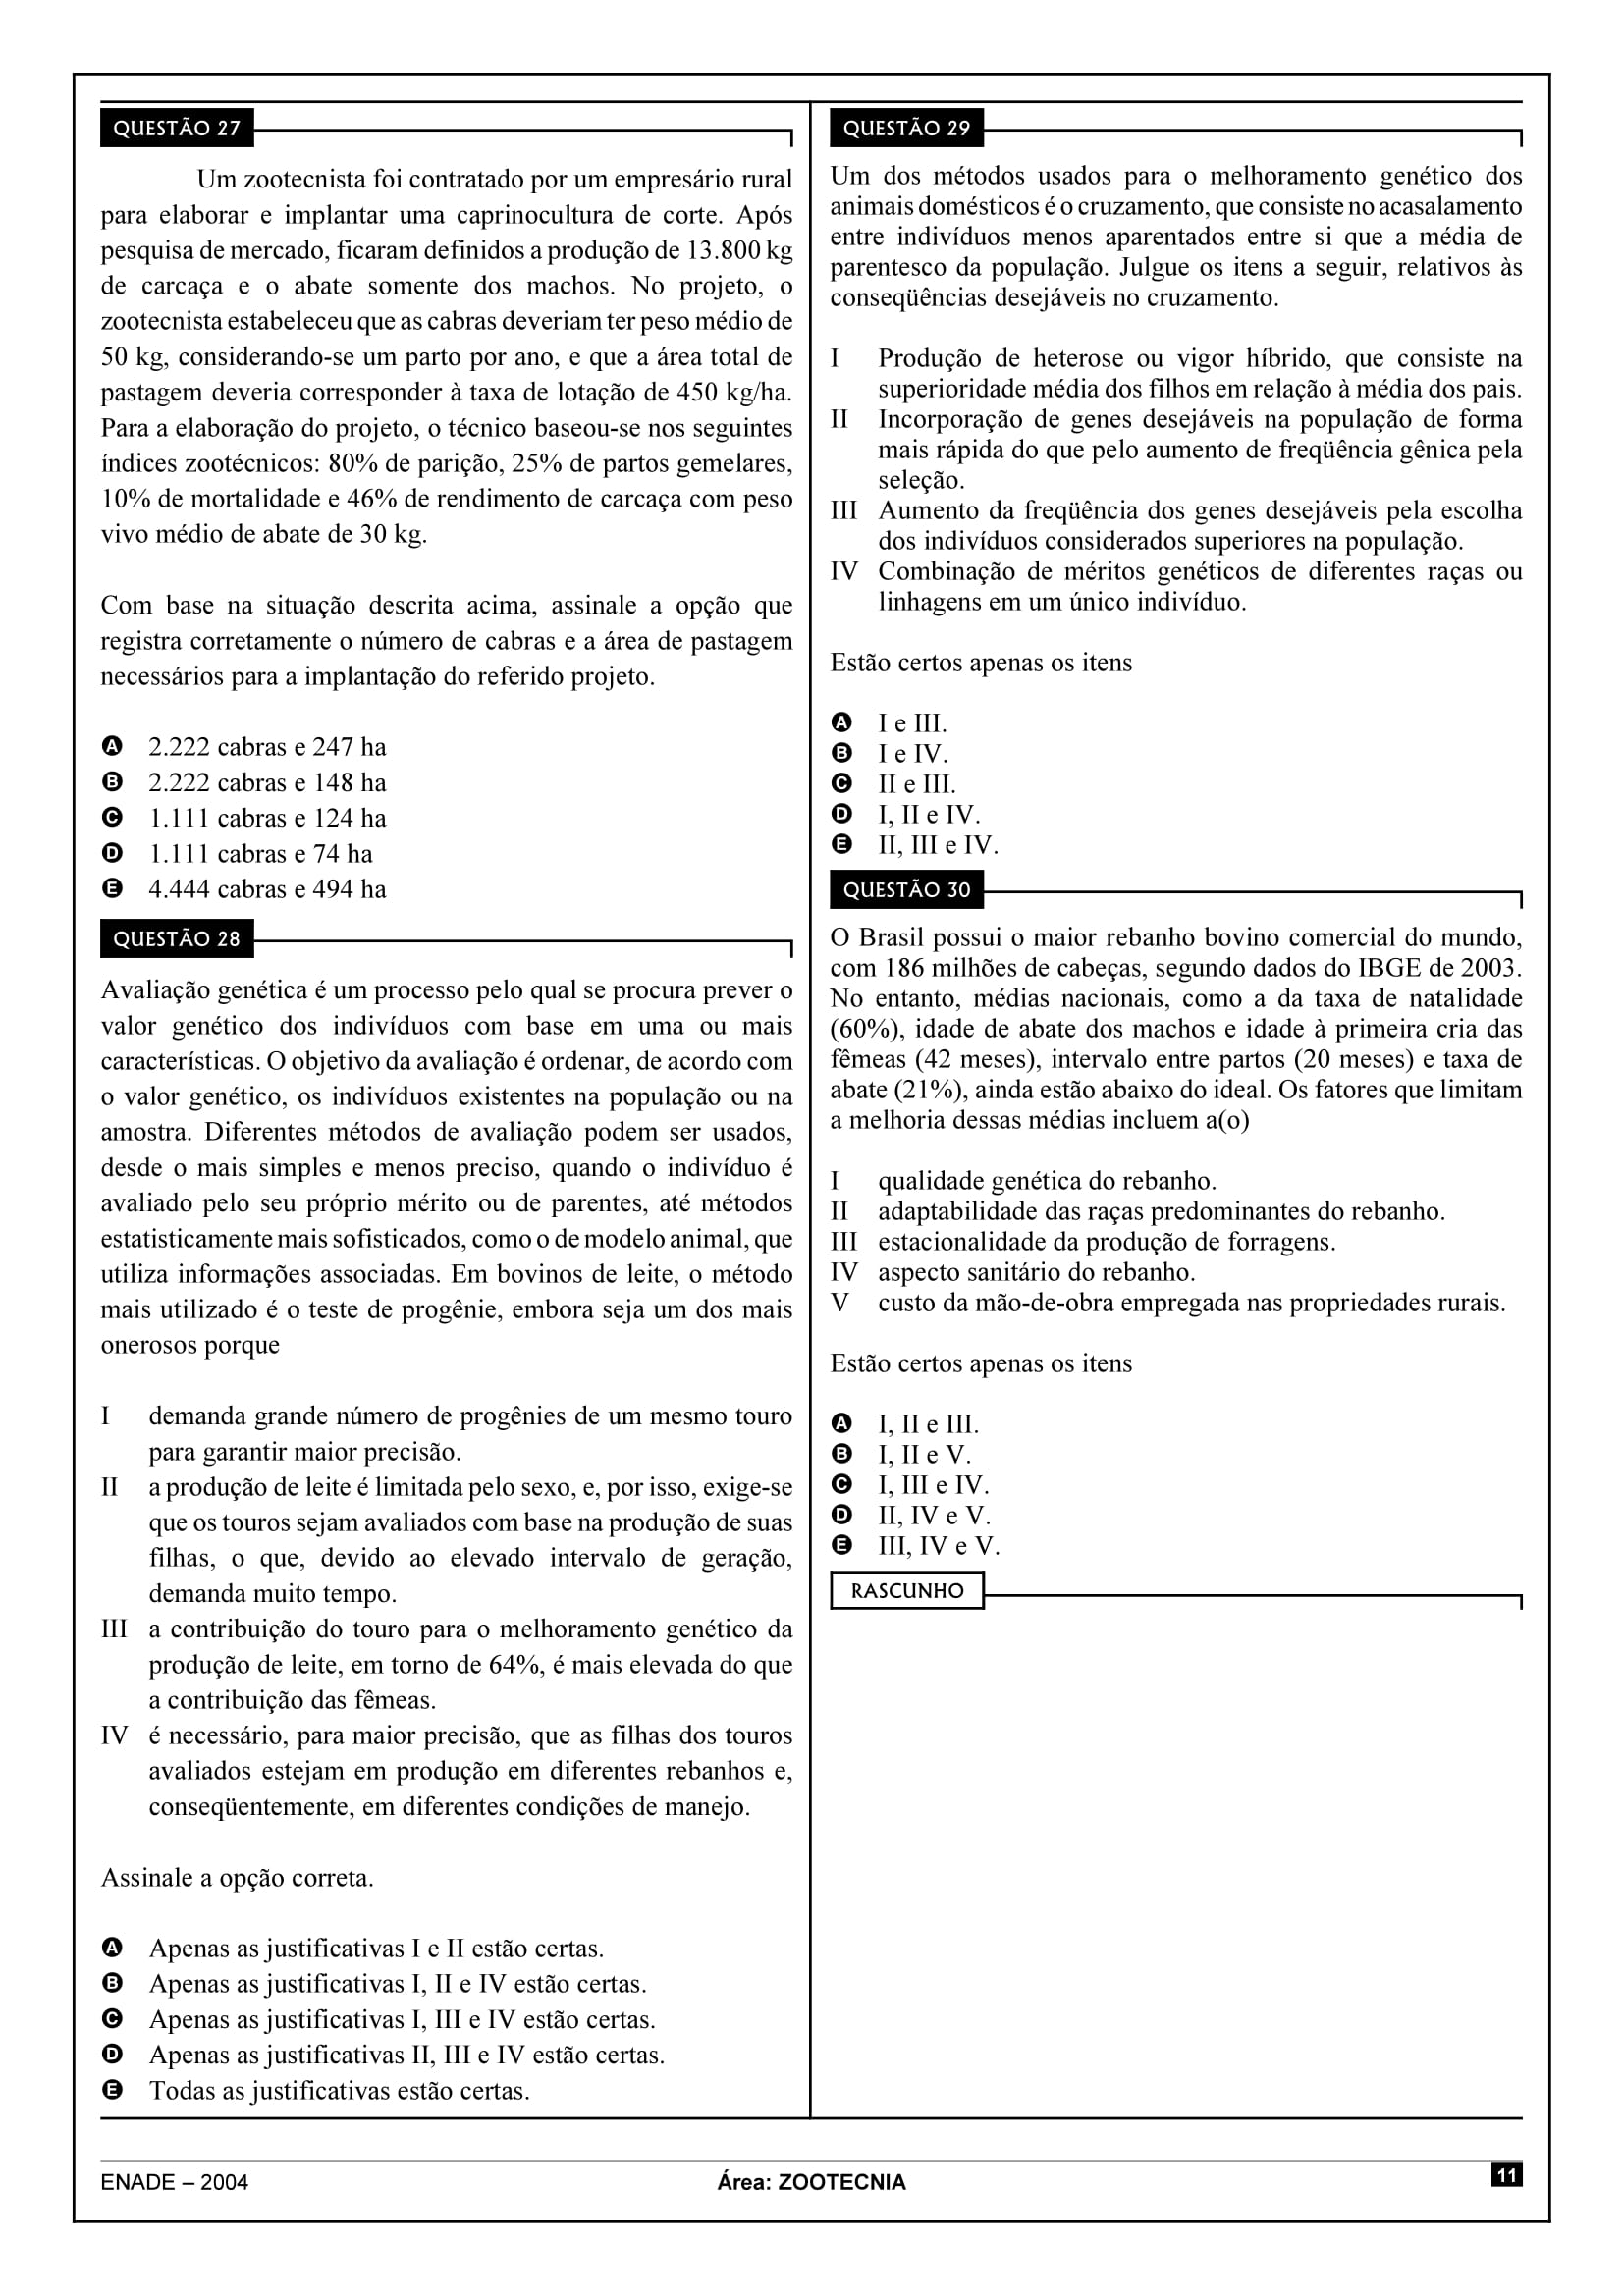 QUESTÃO 27
Um zootecnista foi contratado por um empresário rural
para elaborar e implantar uma caprinocultura de corte. Após
pesquisa de mercado, ficaram definidos a produção de 13.800 kg
de carcaça e o abate somente dos machos. No projeto, o
zootecnista estabeleceu que as cabras deveriam ter peso médio de
50 kg, considerando-se um parto por ano, e que a área total de
pastagem deveria corresponder à taxa de lotação de 450 kg/ha.
Para a elaboração do projeto, o técnico baseou-se nos seguintes
índices zootécnicos: 80% de parição, 25% de partos gemelares,
10% de mortalidade e 46% de rendimento de carcaça com peso
vivo médio de abate de 30 kg.
Com base na situação descrita acima, assinale a opção que
registra corretamente o número de cabras e a área de pastagem
necessários para a implantação do referido projeto.
A 2.222 cabras e 247 ha
B 2.222 cabras e 148 ha
C 1.111 cabras e 124 ha
D 1.111 cabras e 74 ha
E 4.444 cabras e 494 ha
QUESTÃO 28
Avaliação genética é um processo pelo qual se procura prever o
valor genético dos indivíduos com base em uma ou mais
características. O objetivo da avaliação é ordenar, de acordo com
o valor genético, os indivíduos existentes na população ou na
amostra. Diferentes métodos de avaliação podem ser usados,
desde o mais simples e menos preciso, quando o indivíduo é
avaliado pelo seu próprio mérito ou de parentes, até métodos
estatisticamente mais sofisticados, como o de modelo animal, que
utiliza informações associadas. Em bovinos de leite, o método
mais utilizado é o teste de progênie, embora seja um dos mais
onerosos porque
I demanda grande número de progênies de um mesmo touro
para garantir maior precisão.
II a produção de leite é limitada pelo sexo, e, por isso, exige-se
que os touros sejam avaliados com base na produção de suas
filhas, o que, devido ao elevado intervalo de geração,
demanda muito tempo.
III a contribuição do touro para o melhoramento genético da
produção de leite, em torno de 64%, é mais elevada do que
a contribuição das fêmeas.
IV é necessário, para maior precisão, que as filhas dos touros
avaliados estejam em produção em diferentes rebanhos e,
conseqüentemente, em diferentes condições de manejo.
Assinale a opção correta.
A Apenas as justificativas I e II estão certas.
B Apenas as justificativas I, II e IV estão certas.
C Apenas as justificativas I, III e IV estão certas.
D Apenas as justificativas II, III e IV estão certas.
E Todas as justificativas estão certas.
QUESTÃO 29
Um dos métodos usados para o melhoramento genético dos
animais domésticos é o cruzamento, que consiste no acasalamento
entre indivíduos menos aparentados entre si que a média de
parentesco da população. Julgue os itens a seguir, relativos às
conseqüências desejáveis no cruzamento.
I Produção de heterose ou vigor híbrido, que consiste na
superioridade média dos filhos em relação à média dos pais.
II Incorporação de genes desejáveis na população de forma
mais rápida do que pelo aumento de freqüência gênica pela
seleção.
III Aumento da freqüência dos genes desejáveis pela escolha
dos indivíduos considerados superiores na população.
IV Combinação de méritos genéticos de diferentes raças ou
linhagens em um único indivíduo.
Estão certos apenas os itens
A I e III.
B I e IV.
C II e III.
D I, II e IV.
E II, III e IV.
QUESTÃO 30
O Brasil possui o maior rebanho bovino comercial do mundo,
com 186 milhões de cabeças, segundo dados do IBGE de 2003.
No entanto, médias nacionais, como a da taxa de natalidade
(60%), idade de abate dos machos e idade à primeira cria das
fêmeas (42 meses), intervalo entre partos (20 meses) e taxa de
abate (21%), ainda estão abaixo do ideal. Os fatores que limitam
a melhoria dessas médias incluem a(o)
I qualidade genética do rebanho.
II adaptabilidade das raças predominantes do rebanho.
III estacionalidade da produção de forragens.
IV aspecto sanitário do rebanho.
V custo da mão-de-obra empregada nas propriedades rurais.
Estão certos apenas os itens
A I, II e III.
B I, II e V.
C I, III e IV.
D II, IV e V.
E III, IV e V.
RASCUNHO
ENADE – 2004
Área: ZOOTECNIA
11